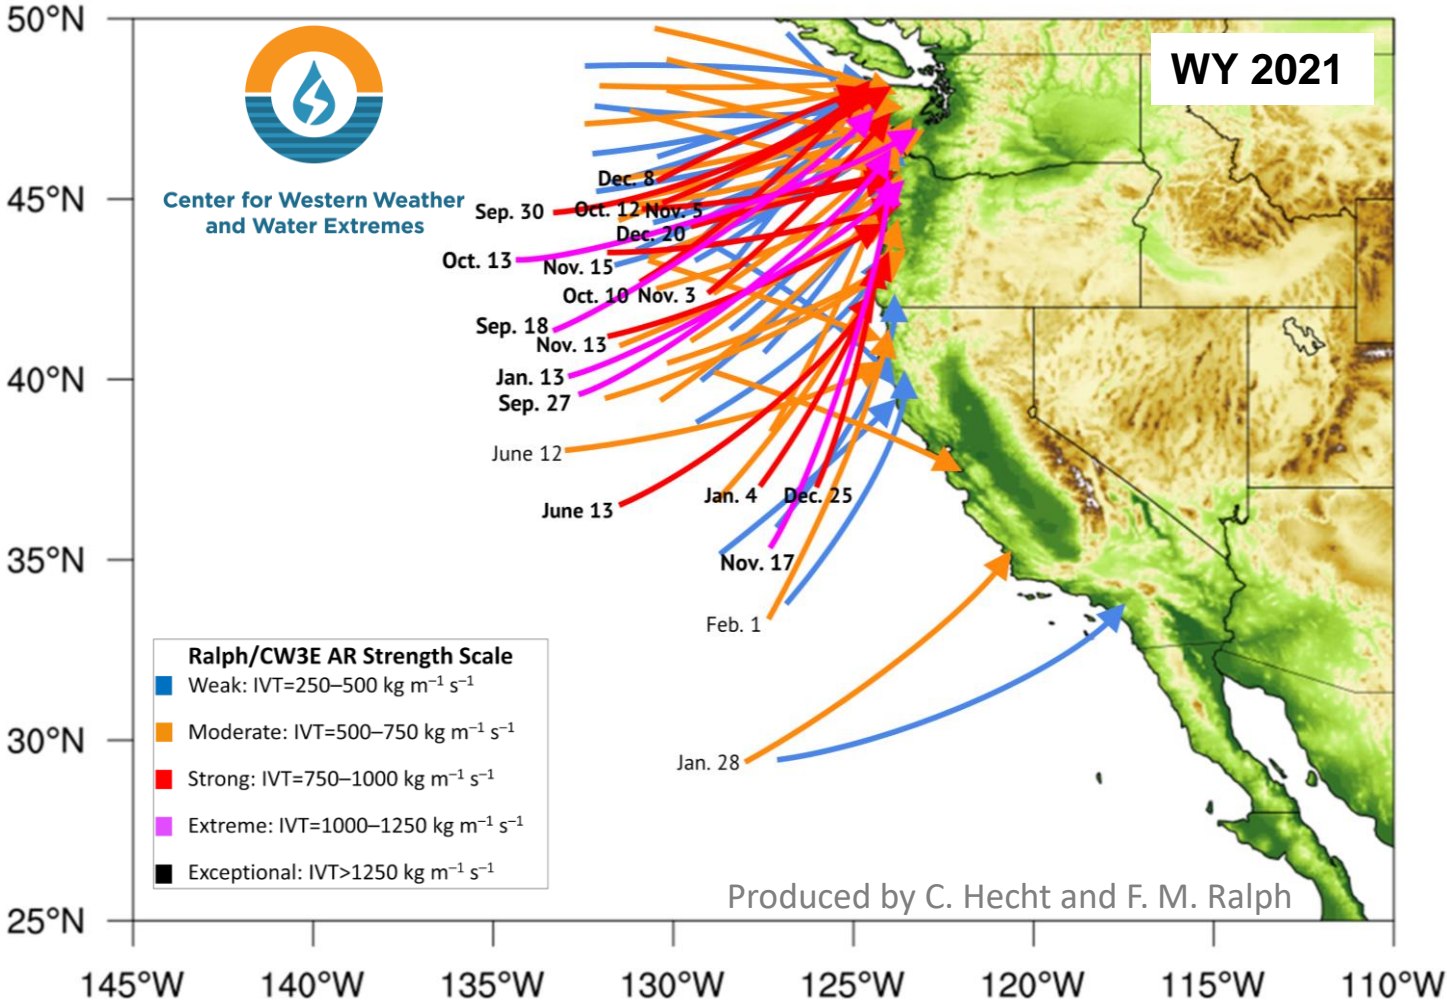 50°N
WY 2021
Center for Western Weather
and Water Extremes
45°N
Dec. 8
Sep. 30
Oct. 12
Nov. 5
Dec. 20
Oct. 13
Nov. 15
Oct. 10
Nov. 3
Sep. 18
Nov. 13
40°N
Jan. 13
Sep. 27
June 12
June 13
Jan. 4
Dec. 25
35°N
Nov. 17
Feb. 1
Ralph/CW3E AR Strength Scale
Weak: IVT=250–500 kg m⁻¹ s⁻¹
Moderate: IVT=500–750 kg m⁻¹ s⁻¹
30°N
Jan. 28
Strong: IVT=750–1000 kg m⁻¹ s⁻¹
Extreme: IVT=1000–1250 kg m⁻¹ s⁻¹
Exceptional: IVT>1250 kg m⁻¹ s⁻¹
Produced by C. Hecht and F. M. Ralph
25°N
145°W 140°W 135°W 130°W 125°W 120°W 115°W 110°W